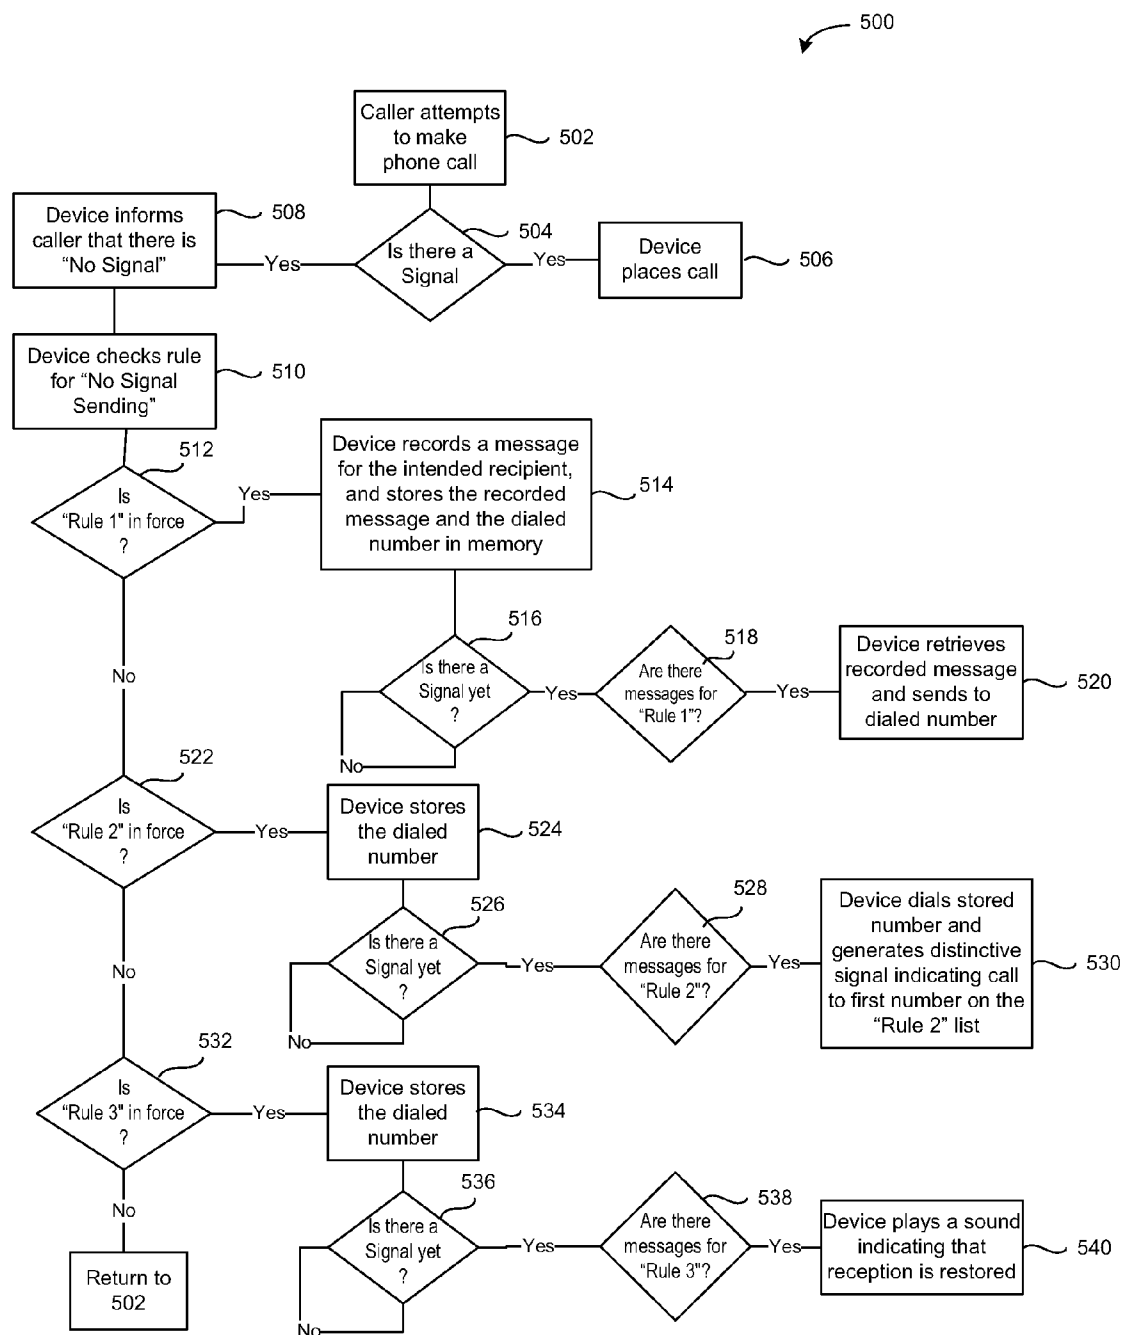 500
Caller attempts
to make
phone call
502
Device informs
caller that there is
“No Signal”
508
Yes
Is there a
Signal
504
Yes
Device
places call
506
Device checks rule
for “No Signal
Sending”
510
512
Is
“Rule 1" in force
?
Yes
Device records a message
for the intended recipient,
and stores the recorded
message and the dialed
number in memory
514
No
516
Is there a
Signal yet
?
No
Yes
518
Are there
messages for
“Rule 1”?
Yes
Device retrieves
recorded message
and sends to
dialed number
520
522
Is
“Rule 2" in force
?
Yes
Device stores
the dialed
number
524
No
526
Is there a
Signal yet
?
No
Yes
528
Are there
messages for
“Rule 2"?
Yes
Device dials stored
number and
generates distinctive
signal indicating call
to first number on the
“Rule 2” list
530
532
Is
“Rule 3" in force
?
Yes
Device stores
the dialed
number
534
No
Return to
502
536
Is there a
Signal yet
?
No
Yes
538
Are there
messages for
“Rule 3"?
Yes
Device plays a sound
indicating that
reception is restored
540